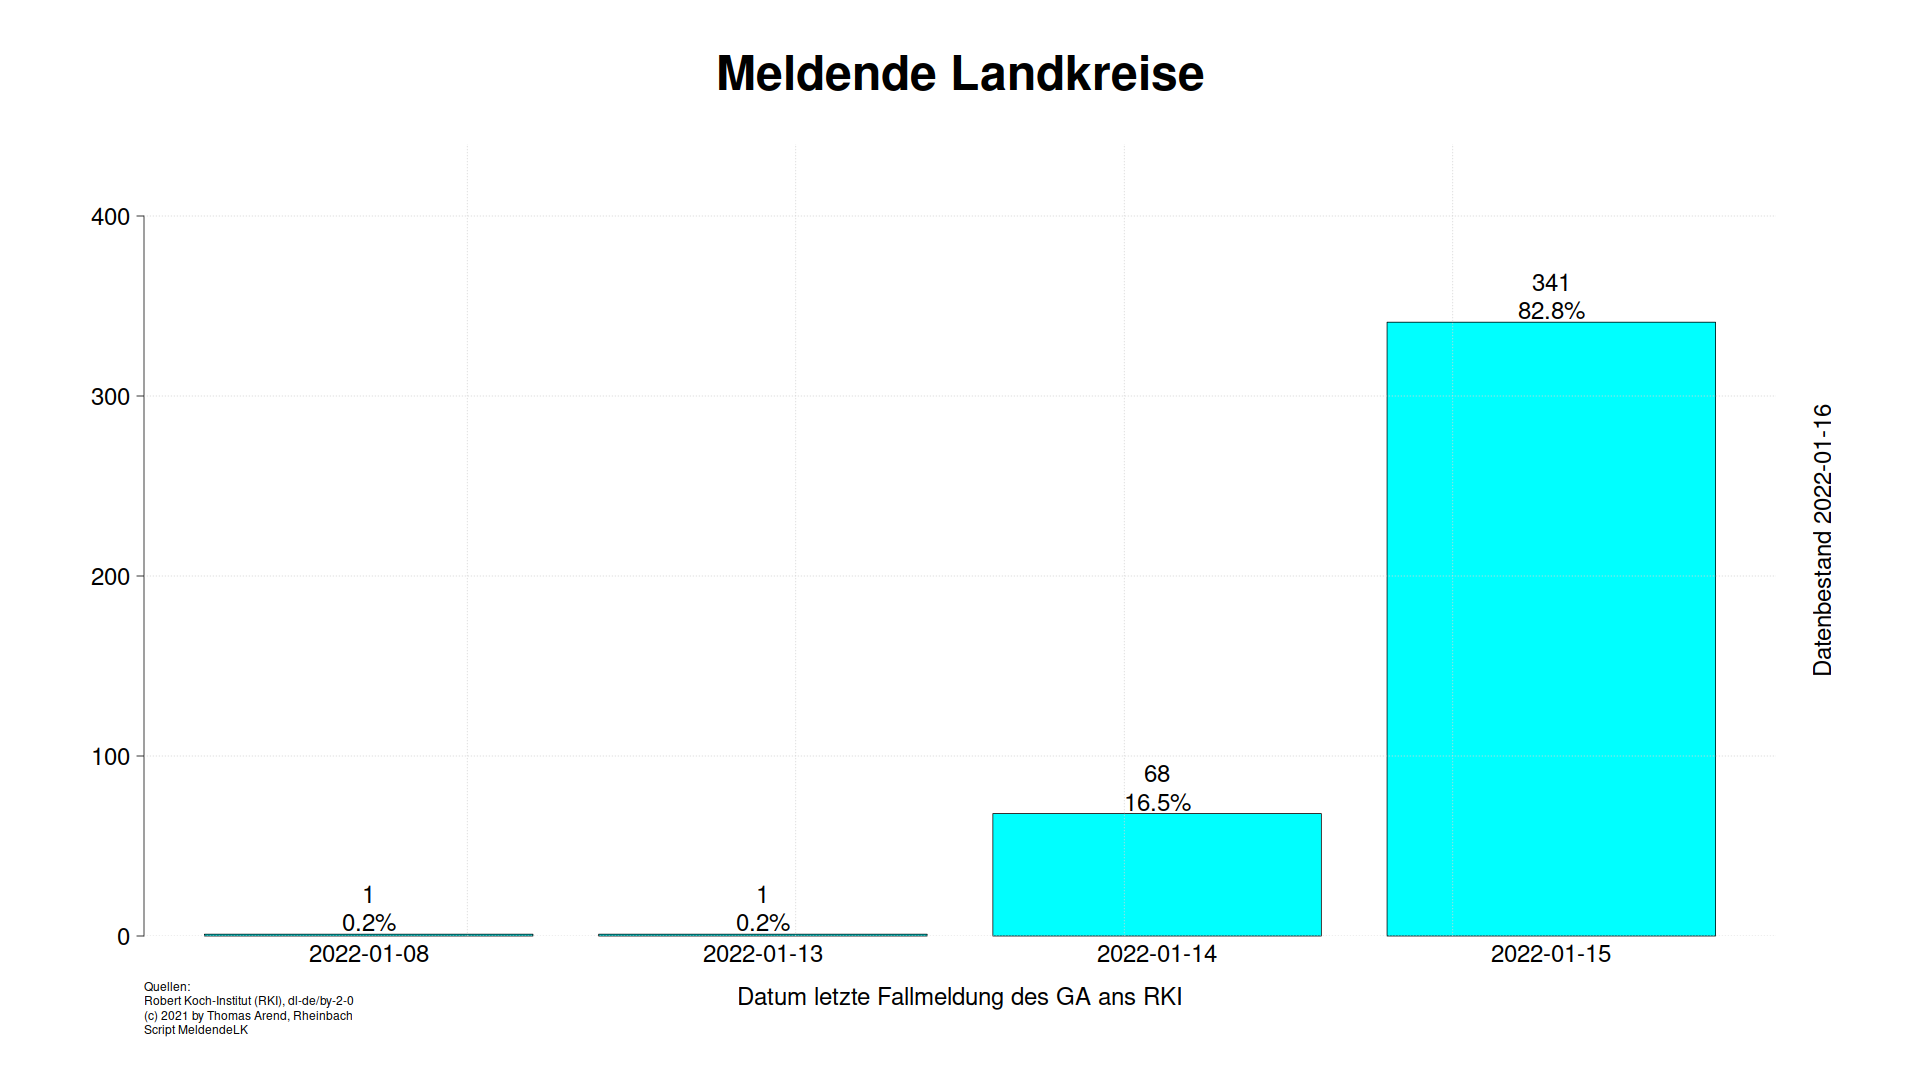 Meldende Landkreise
400
300
200
100
0
341
82.8%
68
16.5%
1
0.2%
1
0.2%
2022-01-08
2022-01-13
2022-01-14
2022-01-15
Datum letzte Fallmeldung des GA ans RKI
Datenbestand 2022-01-16
Quellen:
Robert Koch-Institut (RKI), dl-de/by-2-0
(c) 2021 by Thomas Arend, Rheinbach
Script MeldendeLK